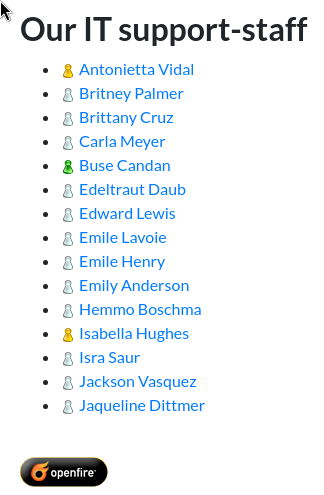 Our IT support-staff
Antonietta Vidal
Britney Palmer
Brittany Cruz
Carla Meyer
Buse Candan
Edeltraut Daub
Edward Lewis
Emile Lavoie
Emile Henry
Emily Anderson
Hemmo Boschma
Isabella Hughes
Isra Saur
Jackson Vasquez
Jaqueline Dittmer
openfire